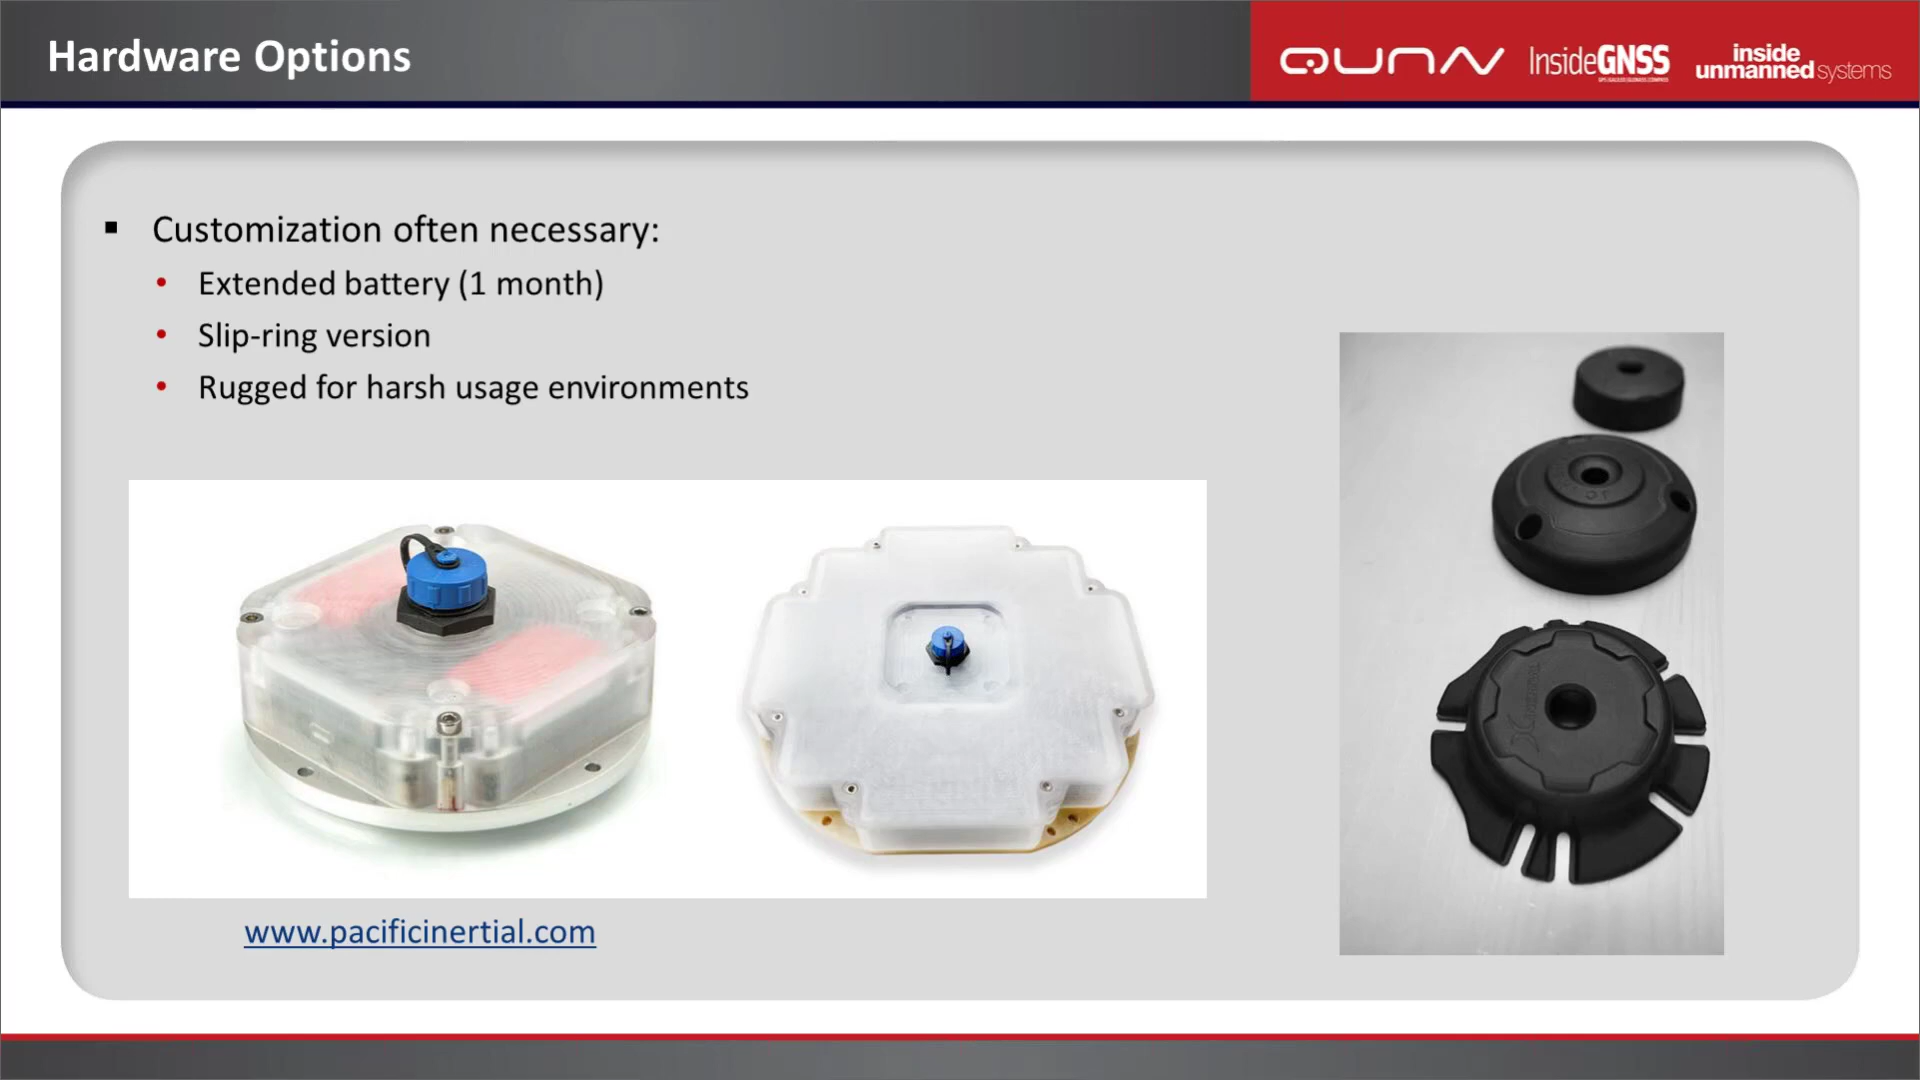 Hardware Options
InsideGNSS
inside
unmanned systems
Customization often necessary:
Extended battery (1 month)
Slip-ring version
Rugged for harsh usage environments
www.pacificinertial.com